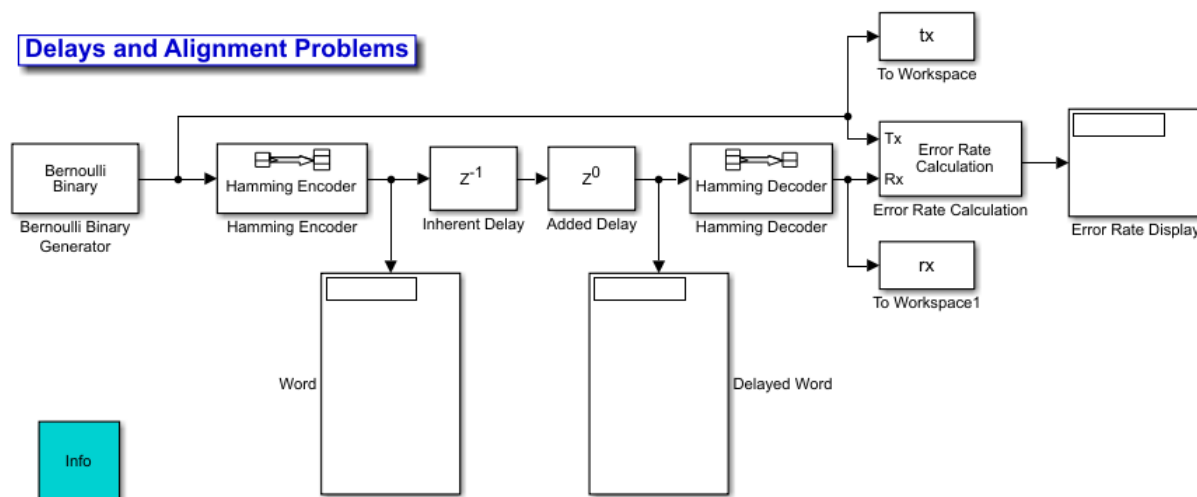 Delays and Alignment Problems
tx
To Workspace
Bernoulli
Binary
Bernoulli Binary
Generator
Hamming Encoder
Hamming Encoder
Z-1
Inherent Delay
Z0
Added Delay
Hamming Decoder
Hamming Decoder
Tx
Rx
Error Rate
Calculation
Error Rate Calculation
Error Rate Display
rx
To Workspace1
Word
Delayed Word
Info